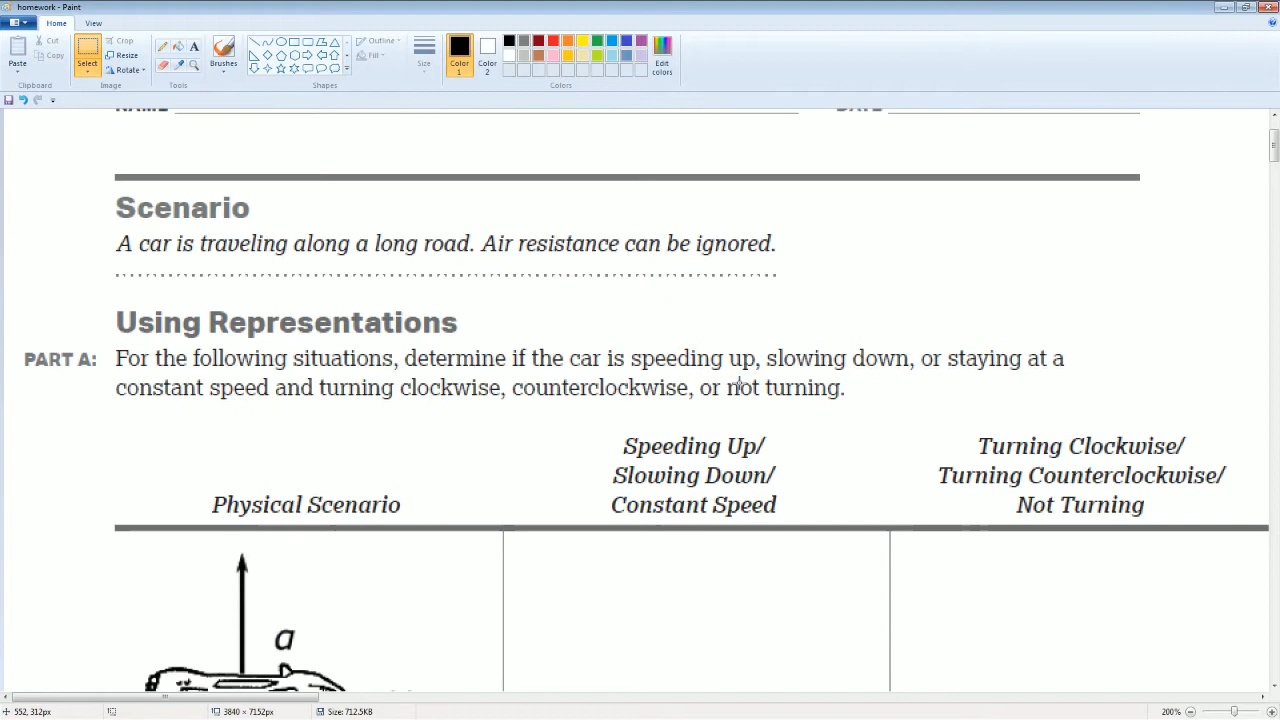 homework - Paint
Home
View
Paste
Cut
Copy
Clipboard
Select
Crop
Resize
Rotate
Image
Tools
Brushes
Shapes
Outline
Fill
Size
Color
1
Color
2
Colors
Edit
colors
NAME DATE
Scenario
A car is traveling along a long road. Air resistance can be ignored.
Using Representations
PART A: For the following situations, determine if the car is speeding up, slowing down, or staying at a
constant speed and turning clockwise, counterclockwise, or not turning.
Physical Scenario
Speeding Up/
Slowing Down/
Constant Speed
Turning Clockwise/
Turning Counterclockwise/
Not Turning
a
552, 312px
3840 × 7152px
Size: 712.5KB
200%